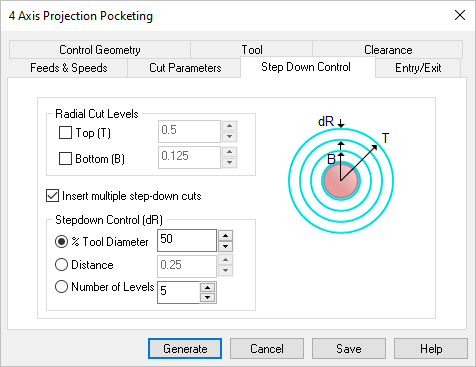 4 Axis Projection Pocketing
Control Geometry Tool Clearance
Feeds & Speeds Cut Parameters Step Down Control Entry/Exit
Radial Cut Levels
Top (T) 0.5
Bottom (B) 0.125
Insert multiple step-down cuts
Stepdown Control (dR)
% Tool Diameter 50
Distance 0.25
Number of Levels 5
dR
T
B
Generate Cancel Save Help